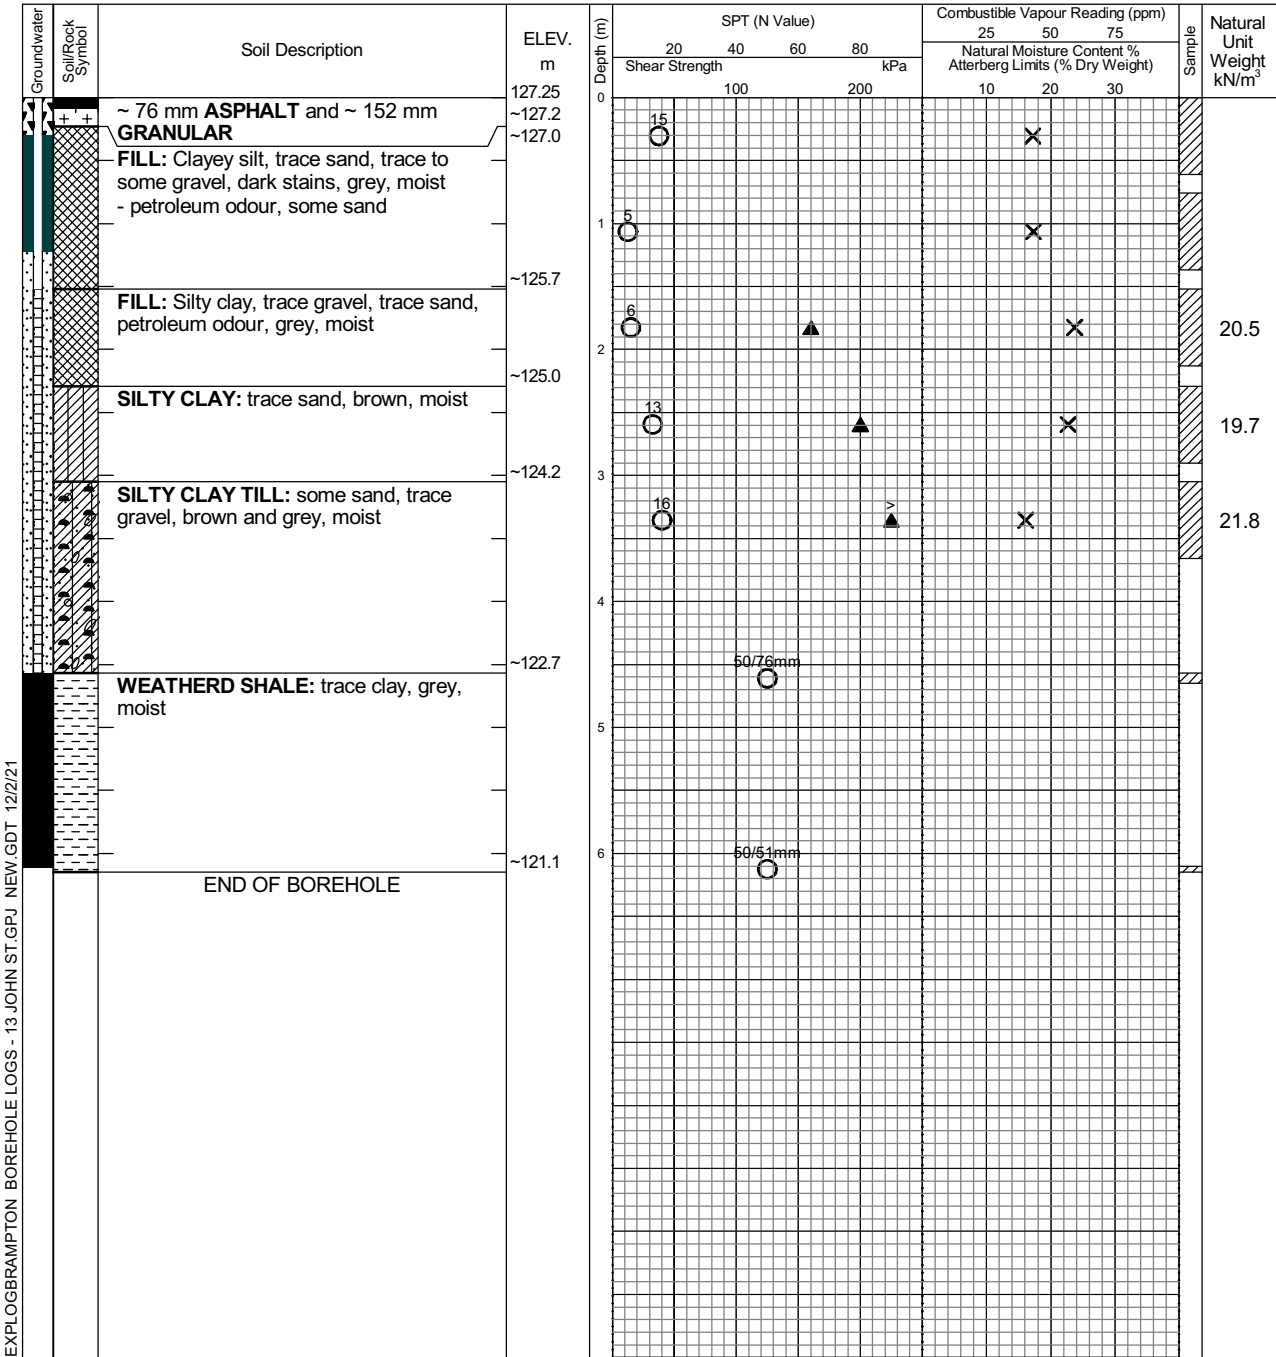 Groundwater
Soil/Rock
Symbol
Soil Description
ELEV.
m
Depth (m)
SPT (N Value)
20 40 60 80
Shear Strength kPa
100 200
Combustible Vapour Reading (ppm)
25 50 75
Natural Moisture Content %
Atterberg Limits (% Dry Weight)
10 20 30
Sample
Natural
Unit
Weight
kN/m3
127.25
0
~ 76 mm ASPHALT and ~ 152 mm
GRANULAR
~127.2
~127.0
15
FILL: Clayey silt, trace sand, trace to
some gravel, dark stains, grey, moist
- petroleum odour, some sand
1
5
~125.7
FILL: Silty clay, trace gravel, trace sand,
petroleum odour, grey, moist
6
20.5
2
~125.0
SILTY CLAY: trace sand, brown, moist
13
19.7
3
~124.2
SILTY CLAY TILL: some sand, trace
gravel, brown and grey, moist
16
>
21.8
4
~122.7
50/76mm
WEATHERD SHALE: trace clay, grey,
moist
5
6
50/51mm
~121.1
END OF BOREHOLE
EXPLOGBRAMPTON BOREHOLE LOGS - 13 JOHN ST.GPJ NEW.GDT 12/2/21